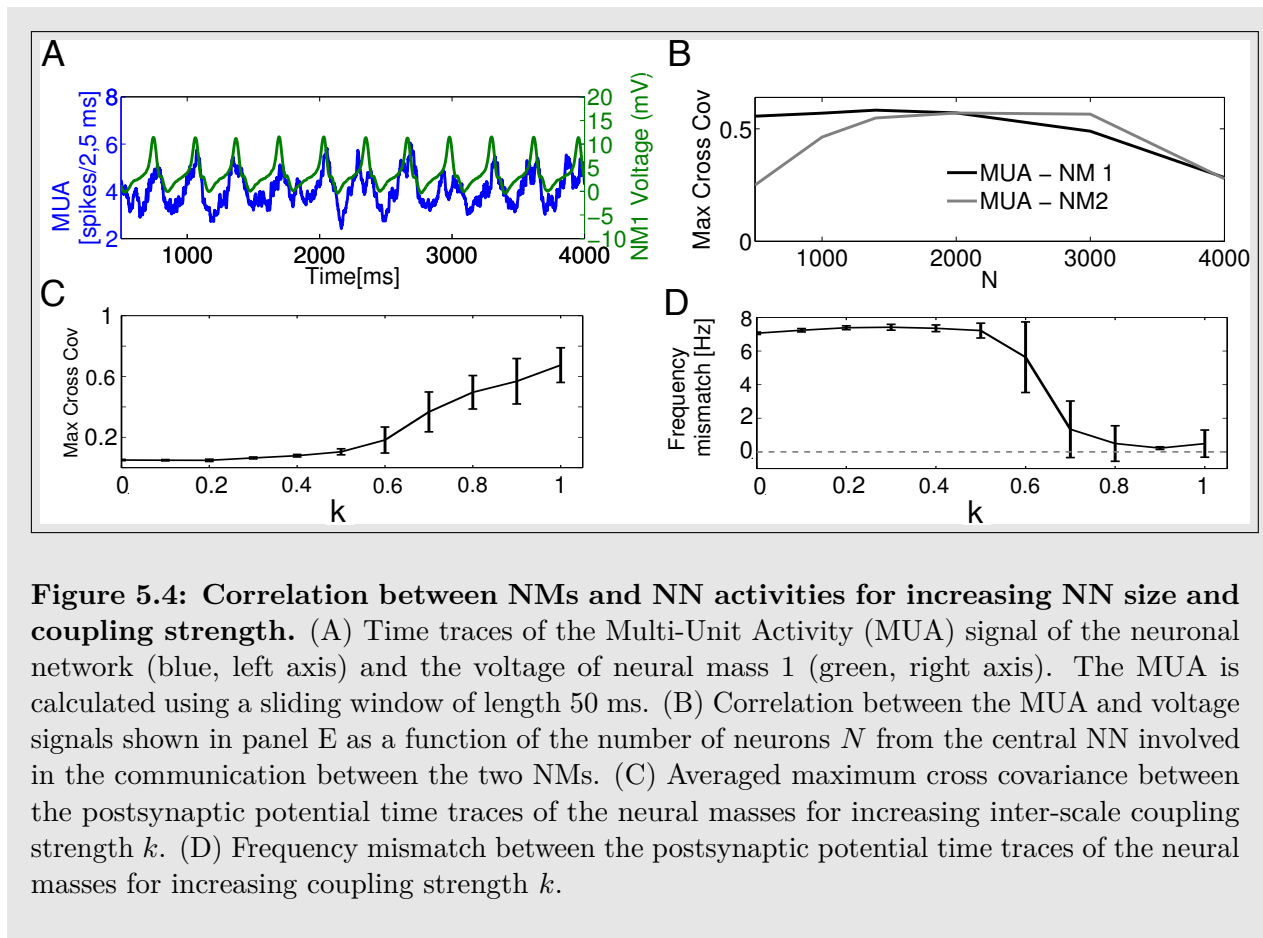 A
MUA
[spikes/2,5 ms]
8
6
4
2
20
15
10
5
0
−5
−10
NM1 Voltage (mV)
1000 2000 3000 4000
Time[ms]
B
Max Cross Cov
0.5
0
MUA − NM 1
MUA − NM2
1000 2000 3000 4000
N
C
Max Cross Cov
1
0.6
0.2
0 0.2 0.4 0.6 0.8 1
k
D
Frequency
mismatch [Hz]
8
6
4
2
0
0 0.2 0.4 0.6 0.8 1
k
Figure 5.4: Correlation between NMs and NN activities for increasing NN size and
coupling strength. (A) Time traces of the Multi-Unit Activity (MUA) signal of the neuronal
network (blue, left axis) and the voltage of neural mass 1 (green, right axis). The MUA is
calculated using a sliding window of length 50 ms. (B) Correlation between the MUA and voltage
signals shown in panel E as a function of the number of neurons N from the central NN involved
in the communication between the two NMs. (C) Averaged maximum cross covariance between
the postsynaptic potential time traces of the neural masses for increasing inter-scale coupling
strength k. (D) Frequency mismatch between the postsynaptic potential time traces of the neural
masses for increasing coupling strength k.